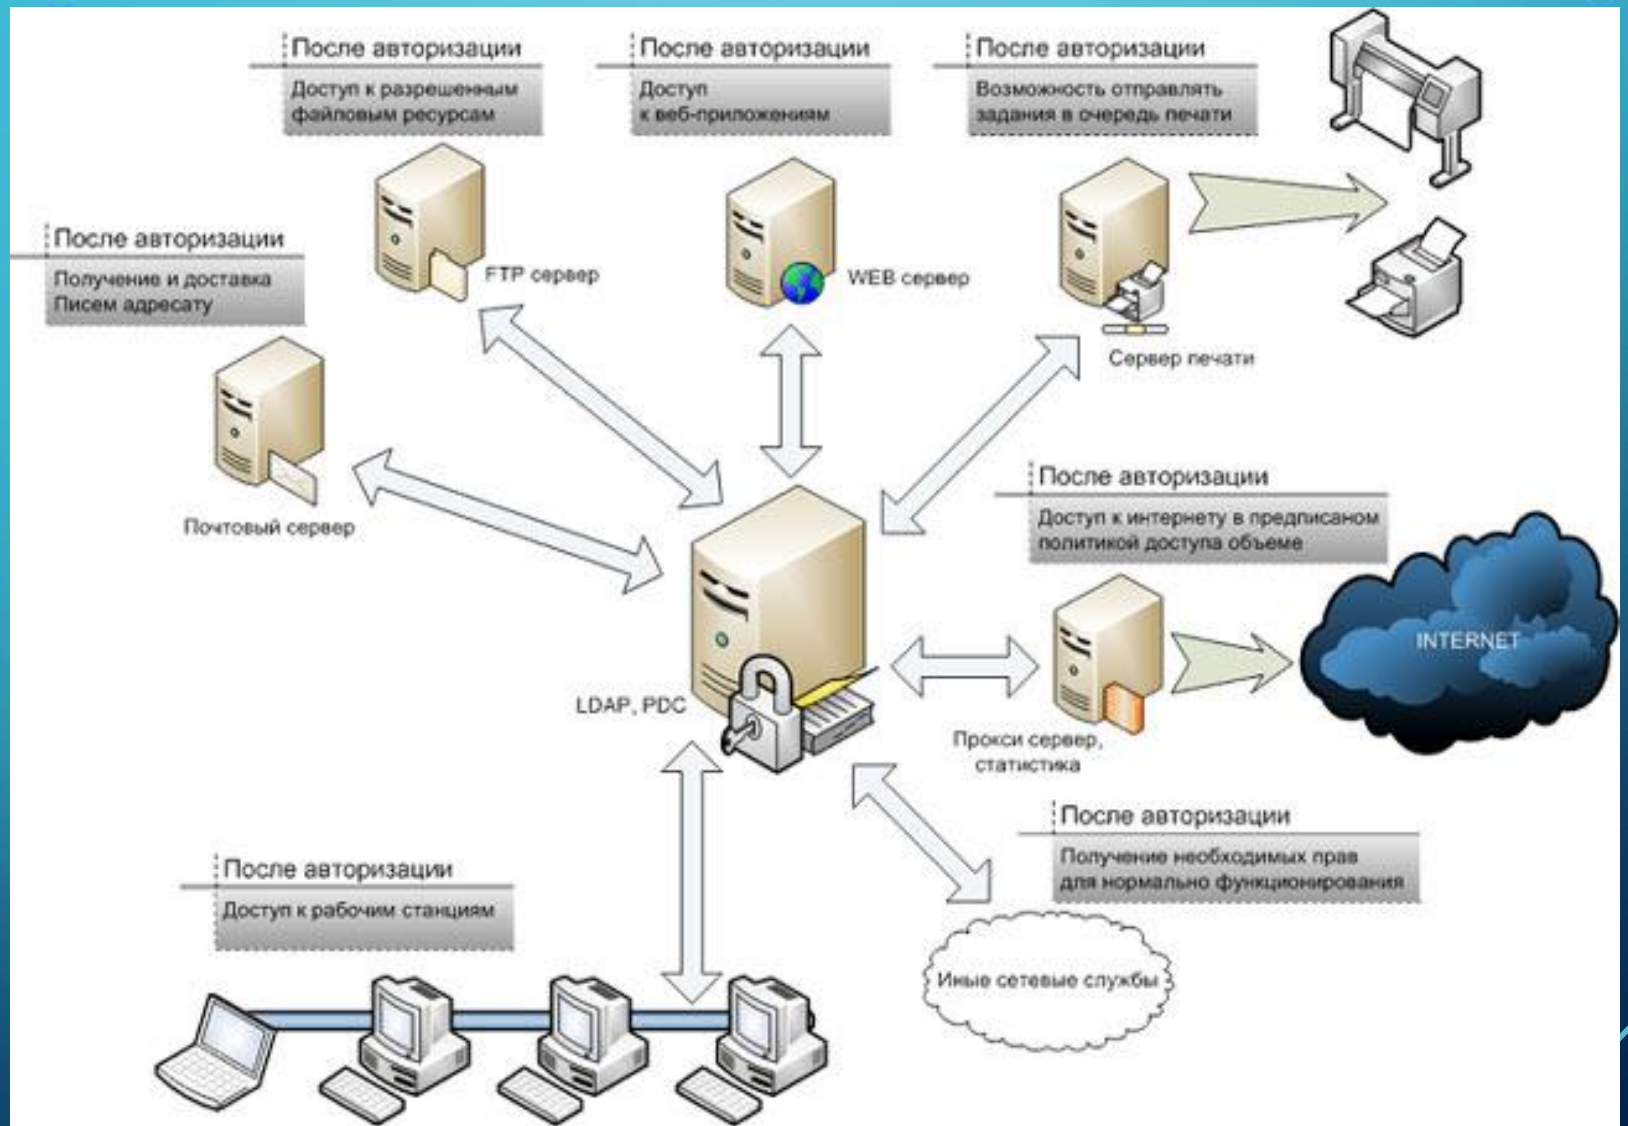 После авторизации
Доступ к разрешенным
файловым ресурсам
После авторизации
Доступ
к веб-приложениям
После авторизации
Возможность отправлять
задания в очередь печати
После авторизации
Получение и доставка
Писем адресату
FTP сервер
WEB сервер
Сервер печати
Почтовый сервер
После авторизации
Доступ к интернету в предписаном
политикой доступа объеме
INTERNET
LDAP, PDC
Прокси сервер,
статистика
После авторизации
Получение необходимых прав
для нормально функционирования
После авторизации
Доступ к рабочим станциям
Иные сетевые службы